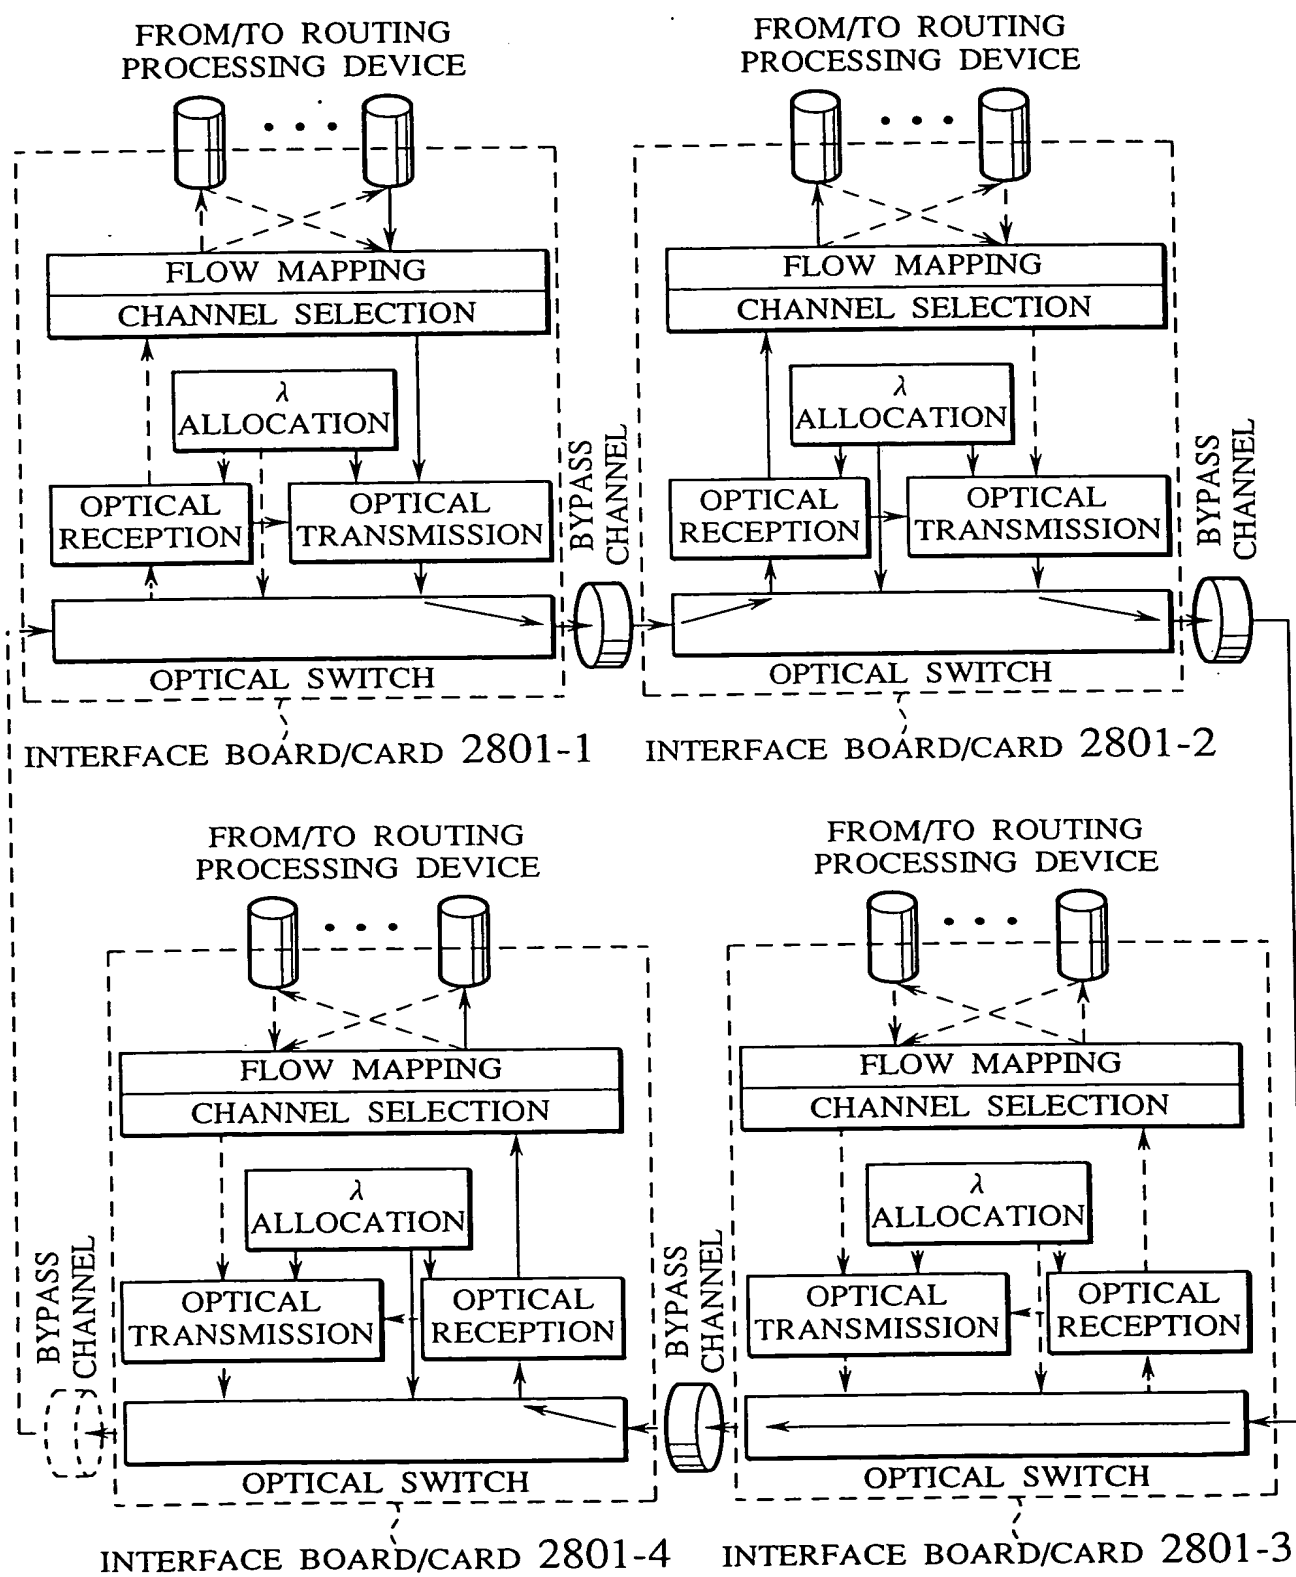 FROM/TO ROUTING
PROCESSING DEVICE
FLOW MAPPING
CHANNEL SELECTION
λ
ALLOCATION
OPTICAL
RECEPTION
OPTICAL
TRANSMISSION
OPTICAL SWITCH
BYPASS
CHANNEL
INTERFACE BOARD/CARD 2801-1
FROM/TO ROUTING
PROCESSING DEVICE
FLOW MAPPING
CHANNEL SELECTION
λ
ALLOCATION
OPTICAL
RECEPTION
OPTICAL
TRANSMISSION
OPTICAL SWITCH
BYPASS
CHANNEL
INTERFACE BOARD/CARD 2801-2
FROM/TO ROUTING
PROCESSING DEVICE
FLOW MAPPING
CHANNEL SELECTION
λ
ALLOCATION
OPTICAL
TRANSMISSION
OPTICAL
RECEPTION
OPTICAL SWITCH
BYPASS
CHANNEL
INTERFACE BOARD/CARD 2801-4
FROM/TO ROUTING
PROCESSING DEVICE
FLOW MAPPING
CHANNEL SELECTION
λ
ALLOCATION
OPTICAL
TRANSMISSION
OPTICAL
RECEPTION
OPTICAL SWITCH
BYPASS
CHANNEL
INTERFACE BOARD/CARD 2801-3